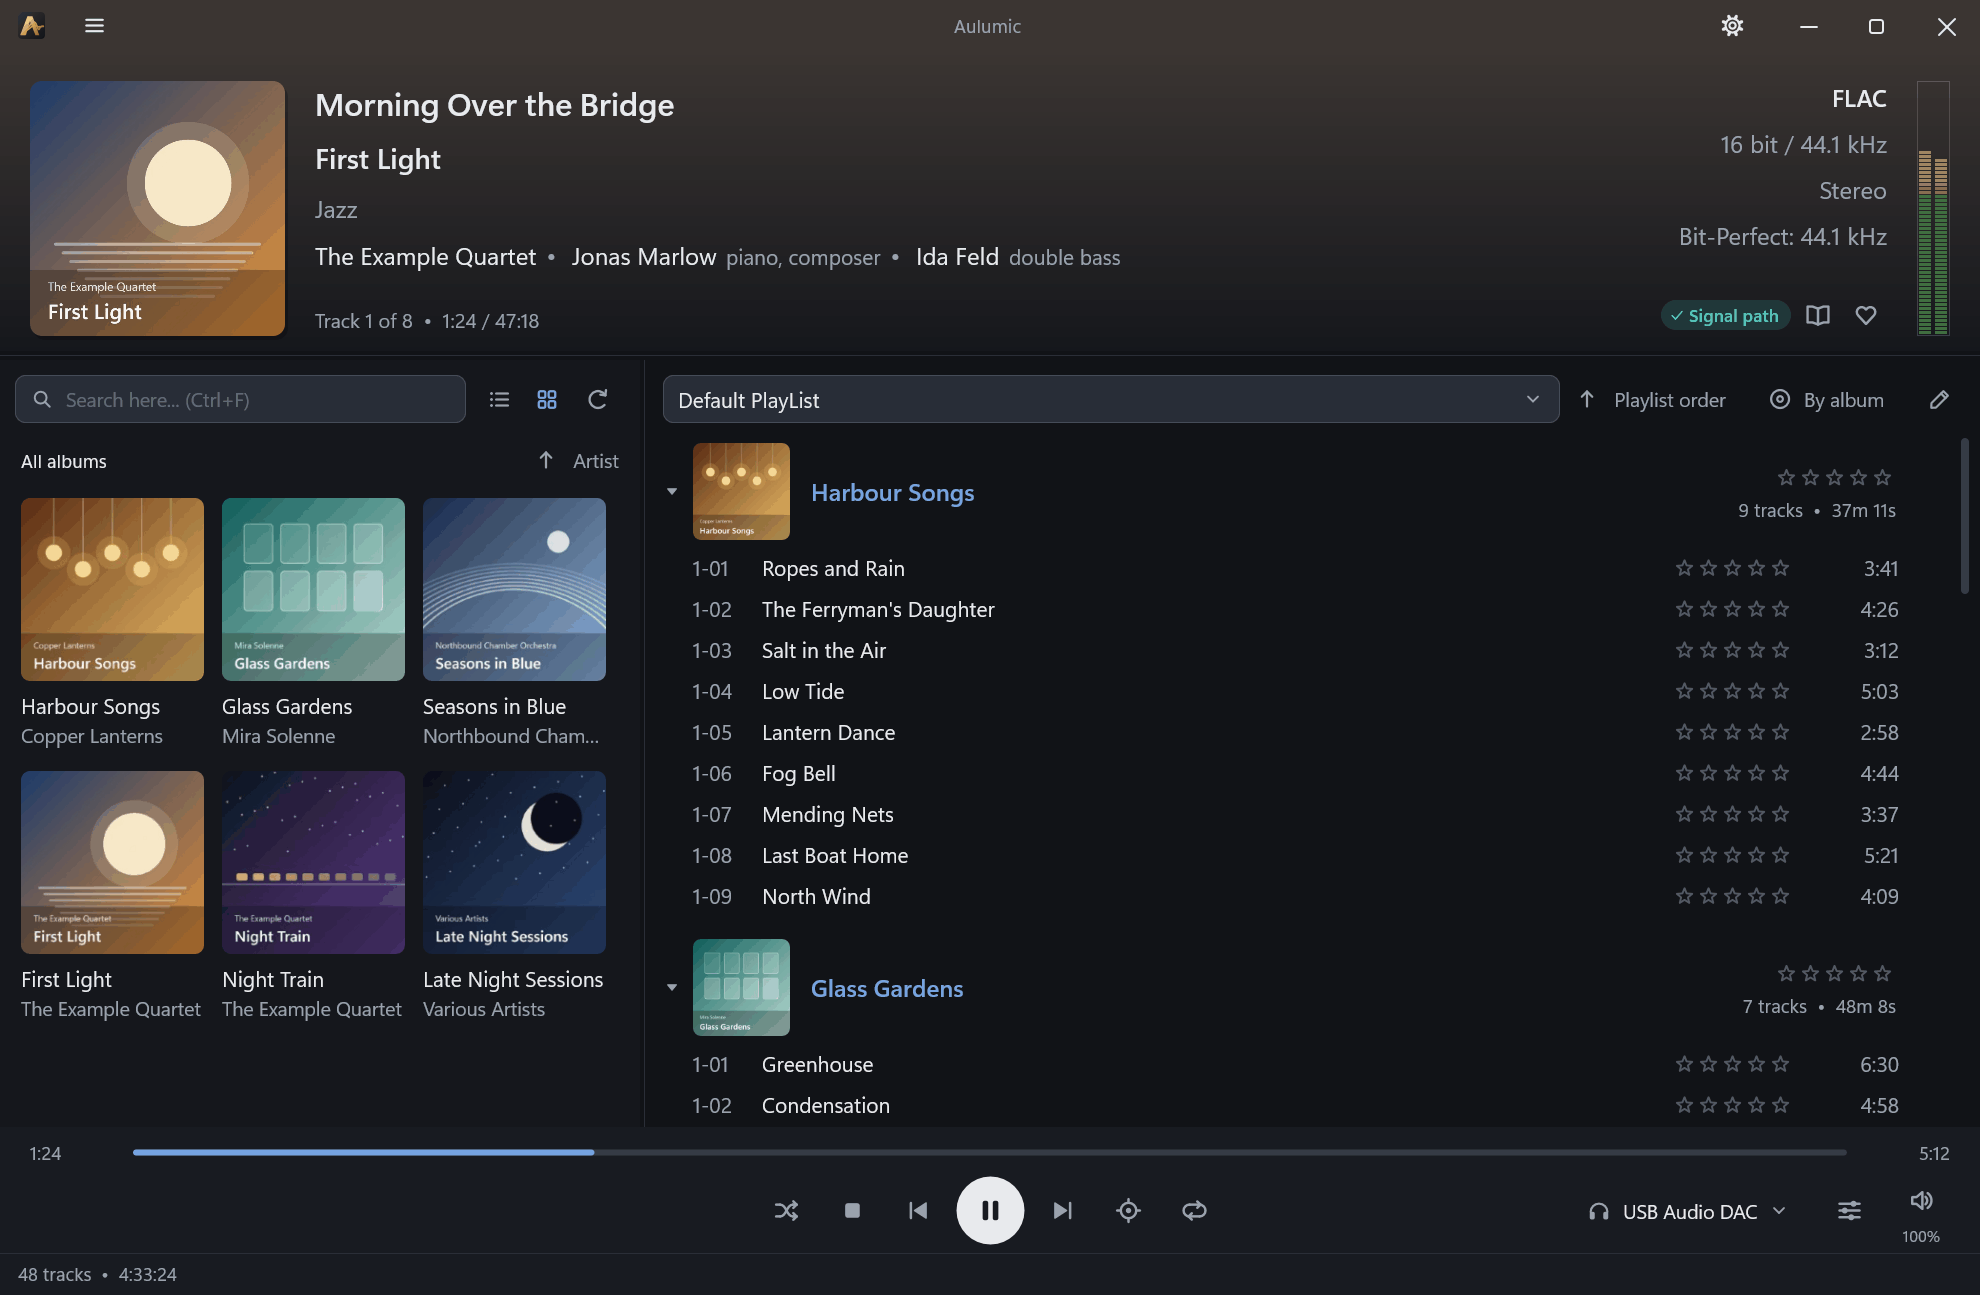 Aulumic
The Example Quartet
First Light
Morning Over the Bridge
First Light
Jazz
The Example Quartet • Jonas Marlow piano, composer • Ida Feld double bass
Track 1 of 8 • 1:24 / 47:18
FLAC
16 bit / 44.1 kHz
Stereo
Bit-Perfect: 44.1 kHz
Signal path
Search here... (Ctrl+F)
All albums
Artist
Copper Lanterns
Harbour Songs
Mira Solenne
Glass Gardens
Northbound Chamber Orchestra
Seasons in Blue
Harbour Songs
Copper Lanterns
Glass Gardens
Mira Solenne
Seasons in Blue
Northbound Cham...
The Example Quartet
First Light
The Example Quartet
Night Train
Various Artists
Late Night Sessions
First Light
The Example Quartet
Night Train
The Example Quartet
Late Night Sessions
Various Artists
Default PlayList
Playlist order
By album
Copper Lanterns
Harbour Songs
Harbour Songs
9 tracks • 37m 11s
1-01 Ropes and Rain 3:41
1-02 The Ferryman's Daughter 4:26
1-03 Salt in the Air 3:12
1-04 Low Tide 5:03
1-05 Lantern Dance 2:58
1-06 Fog Bell 4:44
1-07 Mending Nets 3:37
1-08 Last Boat Home 5:21
1-09 North Wind 4:09
Mira Solenne
Glass Gardens
Glass Gardens
7 tracks • 48m 8s
1-01 Greenhouse 6:30
1-02 Condensation 4:58
1:24
5:12
USB Audio DAC
100%
48 tracks • 4:33:24